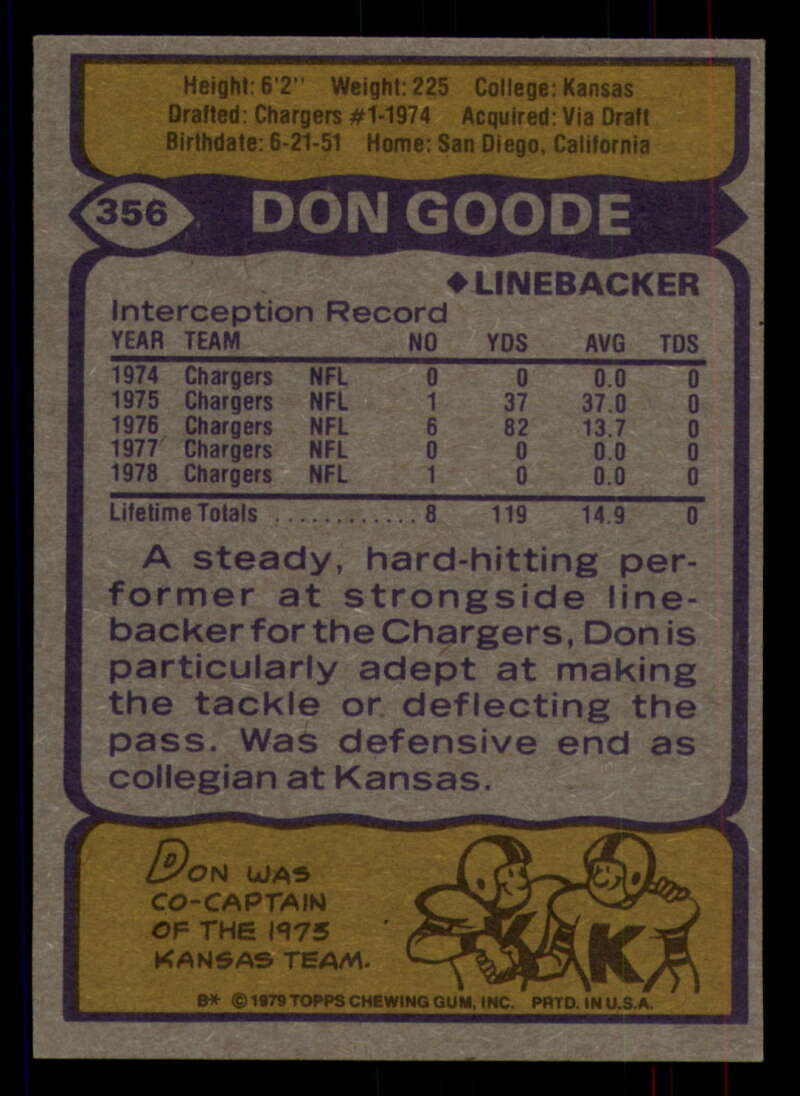 Height: 6'2" Weight: 225 College: Kansas
Drafted: Chargers #1-1974 Acquired: Via Draft
Birthdate: 6-21-51 Home: San Diego, California
356 DON GOODE
◆LINEBACKER
Interception Record
YEAR TEAM NO YDS AVG TDS
1974 Chargers NFL 0 0 0.0 0
1975 Chargers NFL 1 37 37.0 0
1976 Chargers NFL 6 82 13.7 0
1977 Chargers NFL 0 0 0.0 0
1978 Chargers NFL 1 0 0.0 0
Lifetime Totals ............ 8 119 14.9 0
A steady, hard-hitting per-
former at strongside line-
backer for the Chargers, Don is
particularly adept at making
the tackle or deflecting the
pass. Was defensive end as
collegian at Kansas.
DON WAS
CO-CAPTAIN
OF THE 1973
KANSAS TEAM.
K K
B* © 1979 TOPPS CHEWING GUM, INC. PRTD. IN U.S.A.